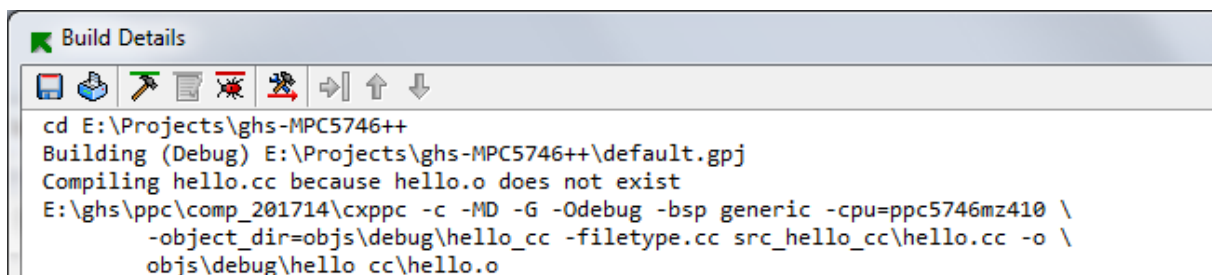 Build Details
cd E:\Projects\ghs-MPC5746++
Building (Debug) E:\Projects\ghs-MPC5746++\default.gpj
Compiling hello.cc because hello.o does not exist
E:\ghs\ppc\comp_201714\cxppc -c -MD -G -Odebug -bsp generic -cpu=ppc5746mz410 \
-object_dir=objs\debug\hello_cc -filetype.cc src_hello_cc\hello.cc -o \
objs\debug\hello_cc\hello.o